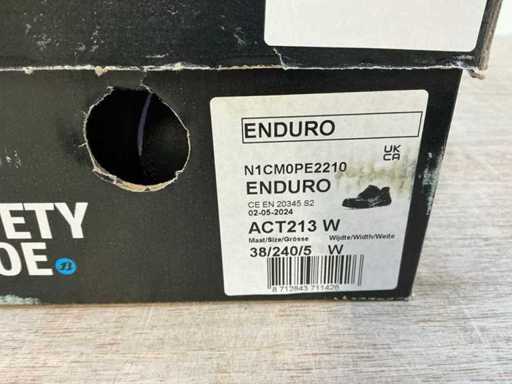 ENDURO
N1CM0PE2210
UK
CA
ENDURO
CE EN 20345 S2
02-05-2024
ACT213 W
Maat/Size/Grösse Wijdte/Width/Weite
38/240/5 W
8 712843 711426
ETY
OE